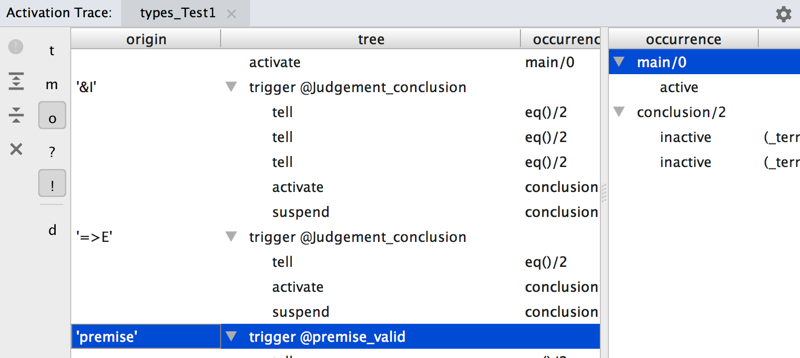 Activation Trace: types_Test1
origin tree occurrenc occurrence
t activate main/0 main/0
m '&I' trigger @Judgement_conclusion active
o tell eq()/2 conclusion/2
? tell eq()/2 inactive (_terr
tell eq()/2 inactive (_terr
! activate conclusion
suspend conclusion
d '=>E' trigger @Judgement_conclusion
tell eq()/2
activate conclusion
suspend conclusion
'premise' trigger @premise_valid